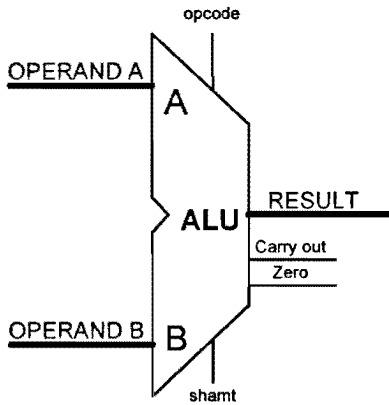 opcode
OPERAND A
A
ALU
RESULT
Carry out
Zero
OPERAND B
B
shamt